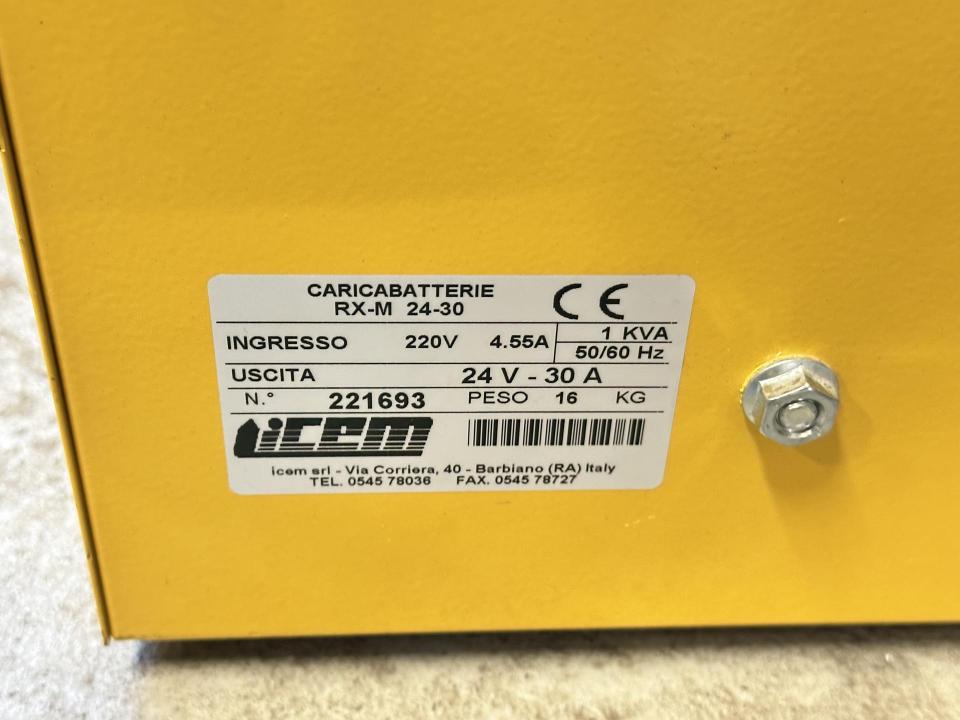 CARICABATTERIE
RX-M 24-30
CE
INGRESSO 220V 4.55A
1 KVA
50/60 Hz
USCITA 24 V - 30 A
N.° 221693 PESO 16 KG
icem
icem srl - Via Corriera, 40 - Barbiano (RA) Italy
TEL. 0545 78036 FAX. 0545 78727